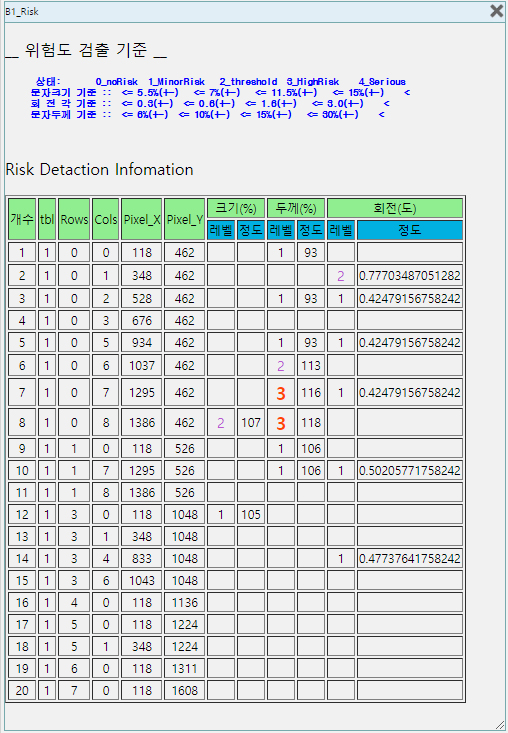 B1_Risk
__ 위험도 검출 기준 __
상태: 0_noRisk 1_MinorRisk 2_threshold 3_HighRisk 4_Serious
문자크기 기준 :: <= 5.5%(+-) <= 7%(+-) <= 11.5%(+-) <= 15%(+-) <
회 전 각 기준 :: <= 0.3(+-) <= 0.6(+-) <= 1.6(+-) <= 3.0(+-) <
문자두께 기준 :: <= 6%(+-) <= 10%(+-) <= 15%(+-) <= 30%(+-) <
Risk Detaction Infomation
개수 tbl Rows Cols Pixel_X Pixel_Y 크기(%) 두께(%) 회전(도)
레벨 정도 레벨 정도 레벨 정도
1 1 0 0 118 462 1 93
2 1 0 1 348 462 2 0.77703487051282
3 1 0 2 528 462 1 93 1 0.42479156758242
4 1 0 3 676 462
5 1 0 5 934 462 1 93 1 0.42479156758242
6 1 0 6 1037 462 2 113
7 1 0 7 1295 462 3 116 1 0.42479156758242
8 1 0 8 1386 462 2 107 3 118
9 1 1 0 118 526 1 106
10 1 1 7 1295 526 1 106 1 0.50205771758242
11 1 1 8 1386 526
12 1 3 0 118 1048 1 105
13 1 3 1 348 1048
14 1 3 4 833 1048 1 0.47737641758242
15 1 3 6 1043 1048
16 1 4 0 118 1136
17 1 5 0 118 1224
18 1 5 1 348 1224
19 1 6 0 118 1311
20 1 7 0 118 1608